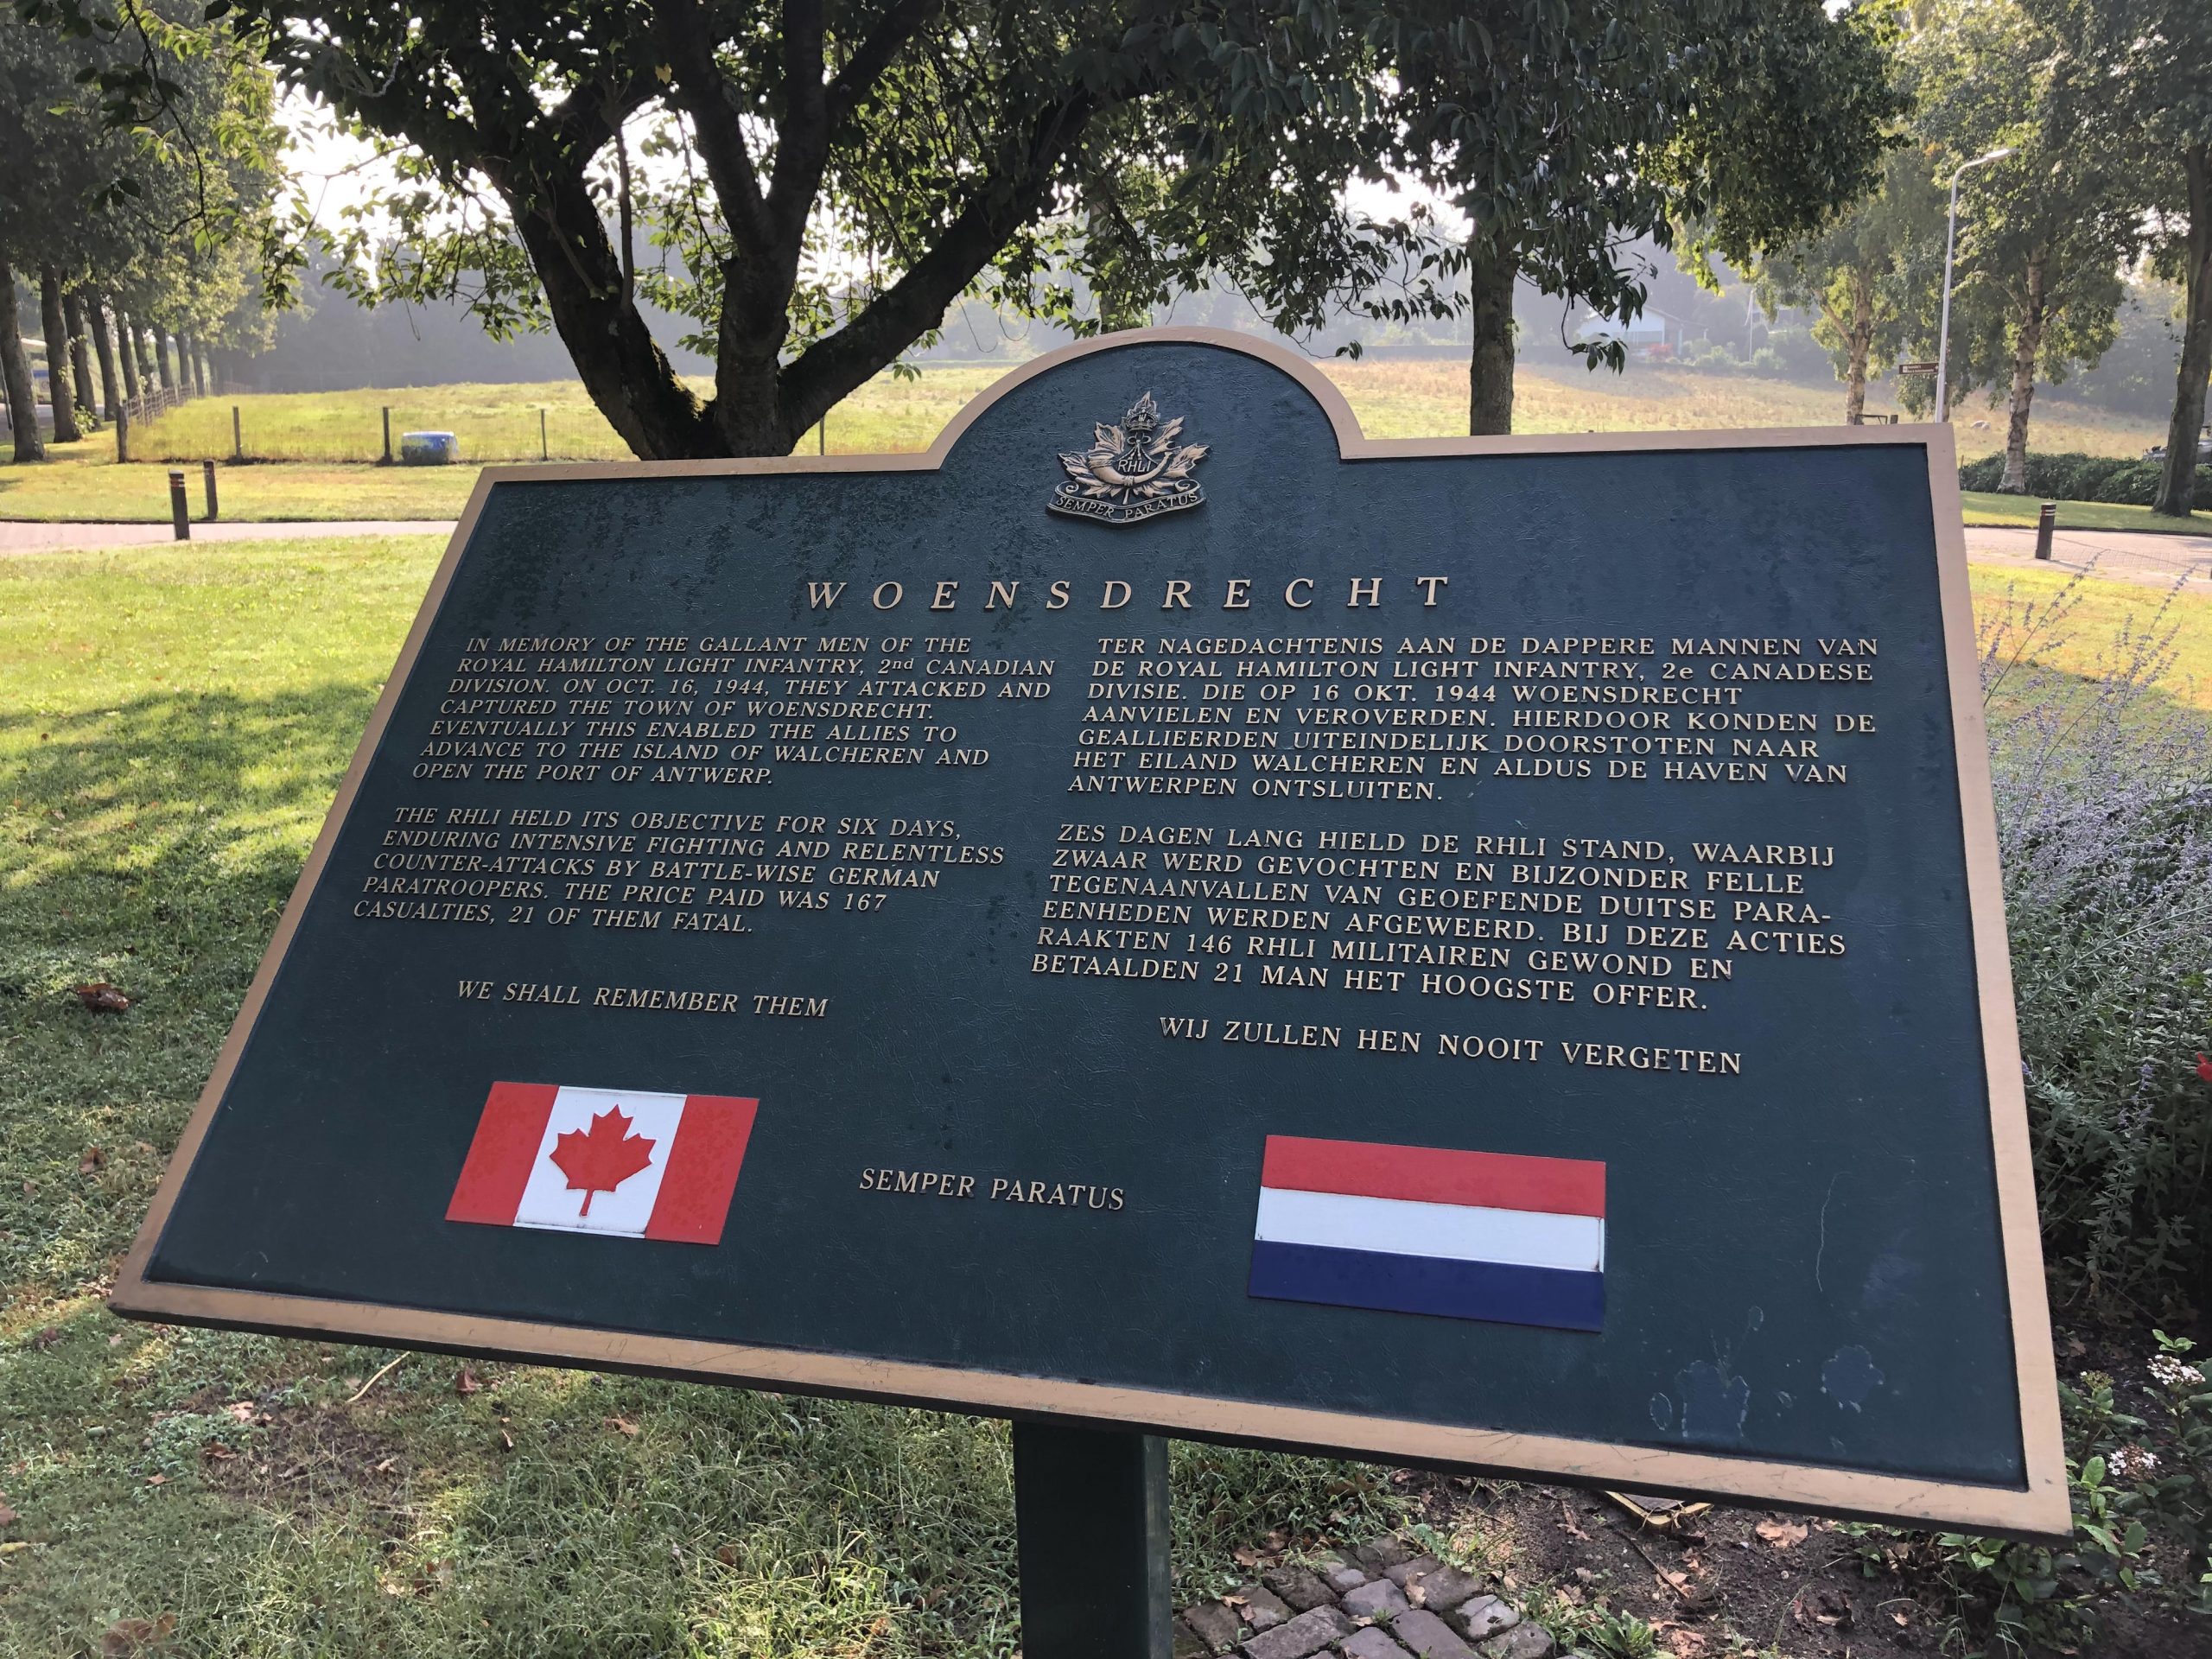 RHLI
SEMPER PARATUS
WOENSDRECHT
IN MEMORY OF THE GALLANT MEN OF THE
ROYAL HAMILTON LIGHT INFANTRY, 2nd CANADIAN
DIVISION. ON OCT. 16, 1944, THEY ATTACKED AND
CAPTURED THE TOWN OF WOENSDRECHT.
EVENTUALLY THIS ENABLED THE ALLIES TO
ADVANCE TO THE ISLAND OF WALCHEREN AND
OPEN THE PORT OF ANTWERP.
THE RHLI HELD ITS OBJECTIVE FOR SIX DAYS,
ENDURING INTENSIVE FIGHTING AND RELENTLESS
COUNTER-ATTACKS BY BATTLE-WISE GERMAN
PARATROOPERS. THE PRICE PAID WAS 167
CASUALTIES, 21 OF THEM FATAL.
WE SHALL REMEMBER THEM
TER NAGEDACHTENIS AAN DE DAPPERE MANNEN VAN
DE ROYAL HAMILTON LIGHT INFANTRY, 2e CANADESE
DIVISIE. DIE OP 16 OKT. 1944 WOENSDRECHT
AANVIELEN EN VEROVERDEN. HIERDOOR KONDEN DE
GEALLIEERDEN UITEINDELIJK DOORSTOTEN NAAR
HET EILAND WALCHEREN EN ALDUS DE HAVEN VAN
ANTWERPEN ONTSLUITEN.
ZES DAGEN LANG HIELD DE RHLI STAND, WAARBIJ
ZWAAR WERD GEVOCHTEN EN BIJZONDER FELLE
TEGENAANVALLEN VAN GEOEFENDE DUITSE PARA-
EENHEDEN WERDEN AFGEWEERD. BIJ DEZE ACTIES
RAAKTEN 146 RHLI MILITAIREN GEWOND EN
BETAALDEN 21 MAN HET HOOGSTE OFFER.
WIJ ZULLEN HEN NOOIT VERGETEN
SEMPER PARATUS